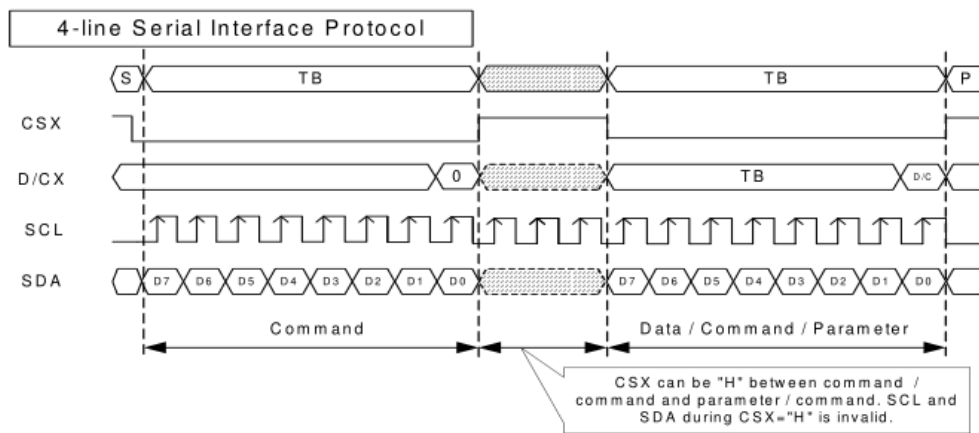 4-line Serial Interface Protocol
S TB TB P
CSX
D/CX 0 TB D/C
SCL
SDA D7 D6 D5 D4 D3 D2 D1 D0 D7 D6 D5 D4 D3 D2 D1 D0
Command Data / Command / Parameter
CSX can be "H" between command /
command and parameter / command. SCL and
SDA during CSX="H" is invalid.